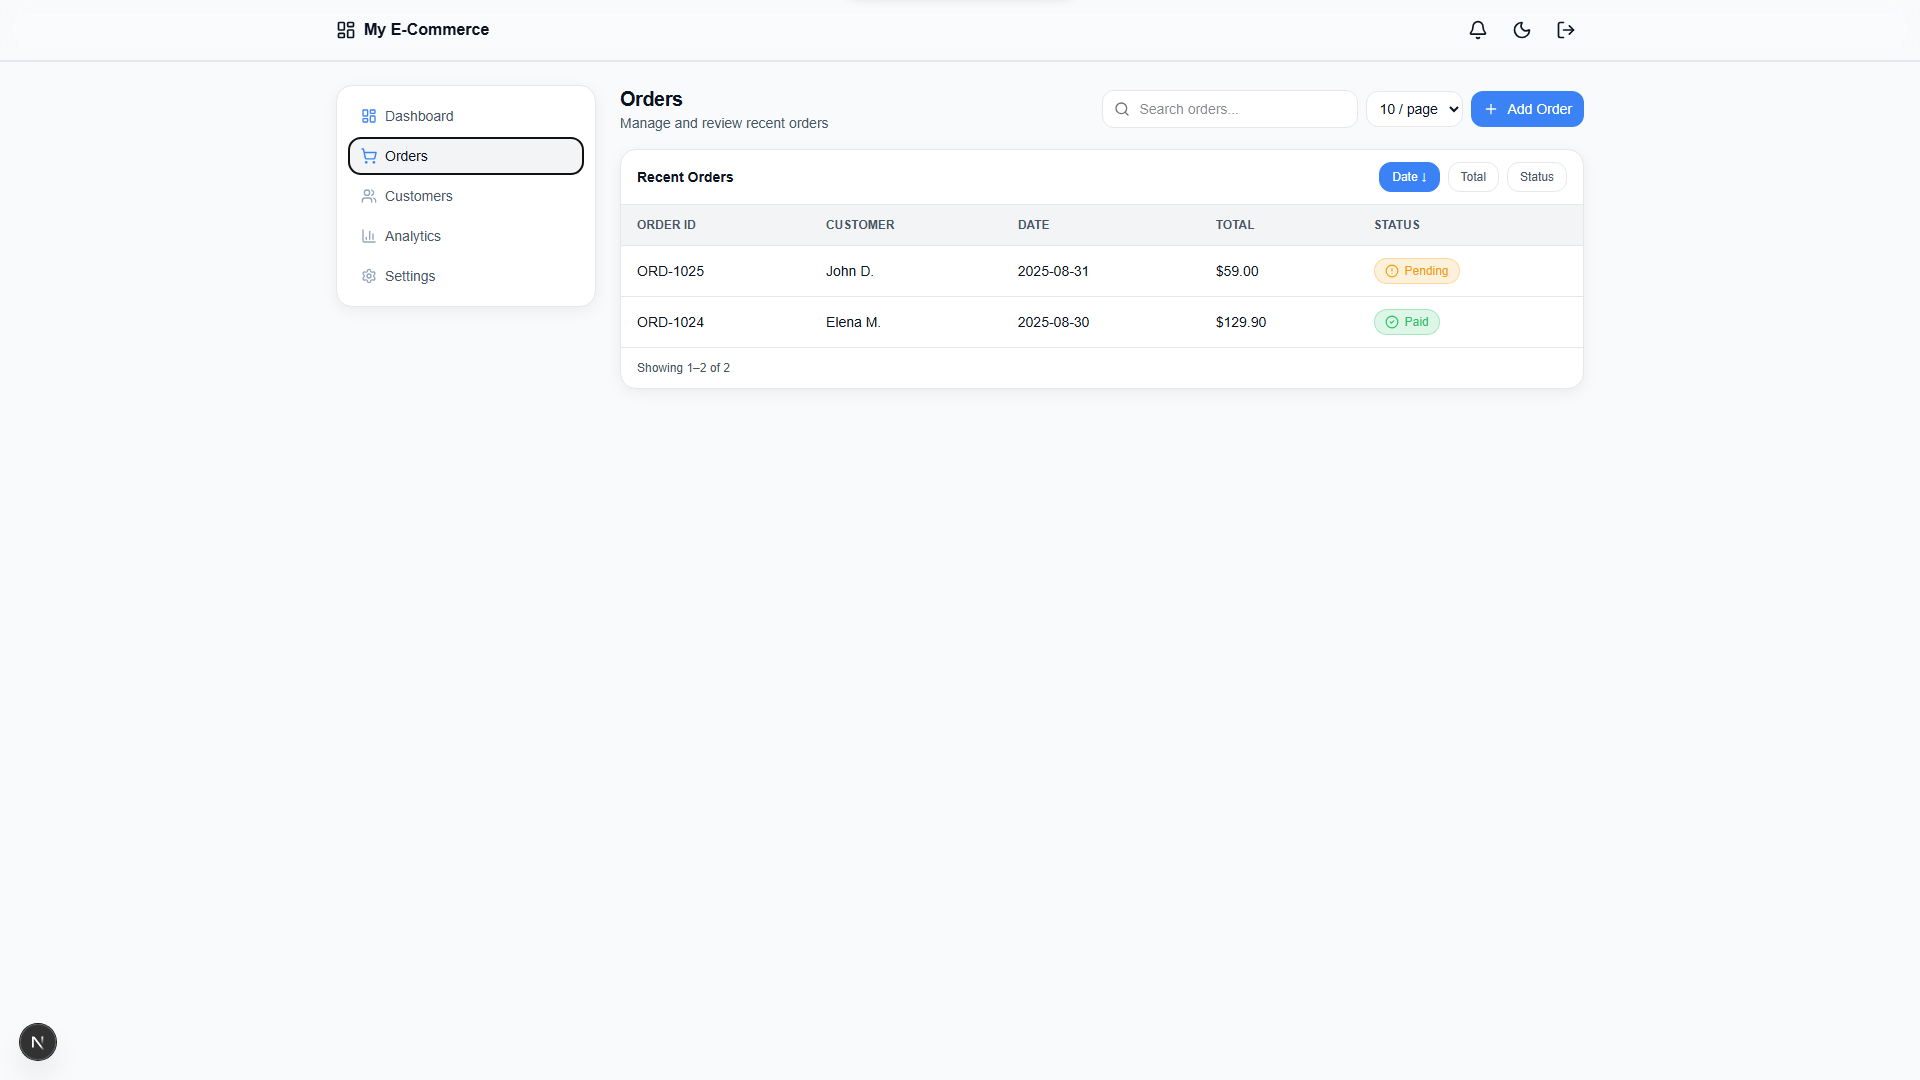 My E-Commerce
Dashboard
Orders
Customers
Analytics
Settings
Orders
Manage and review recent orders
Search orders...
10 / page
Add Order
Recent Orders
Date ↓
Total
Status
ORDER ID CUSTOMER DATE TOTAL STATUS
ORD-1025 John D. 2025-08-31 $59.00 Pending
ORD-1024 Elena M. 2025-08-30 $129.90 Paid
Showing 1–2 of 2
N